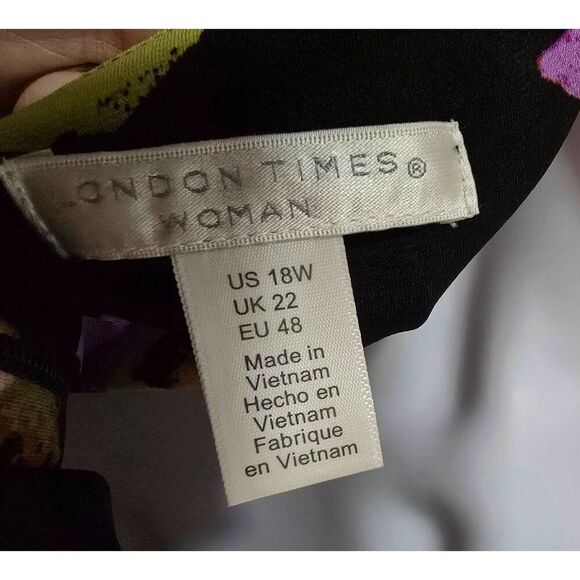 LONDON TIMES®
WOMAN
US 18W
UK 22
EU 48
Made in
Vietnam
Hecho en
Vietnam
Fabrique
en Vietnam